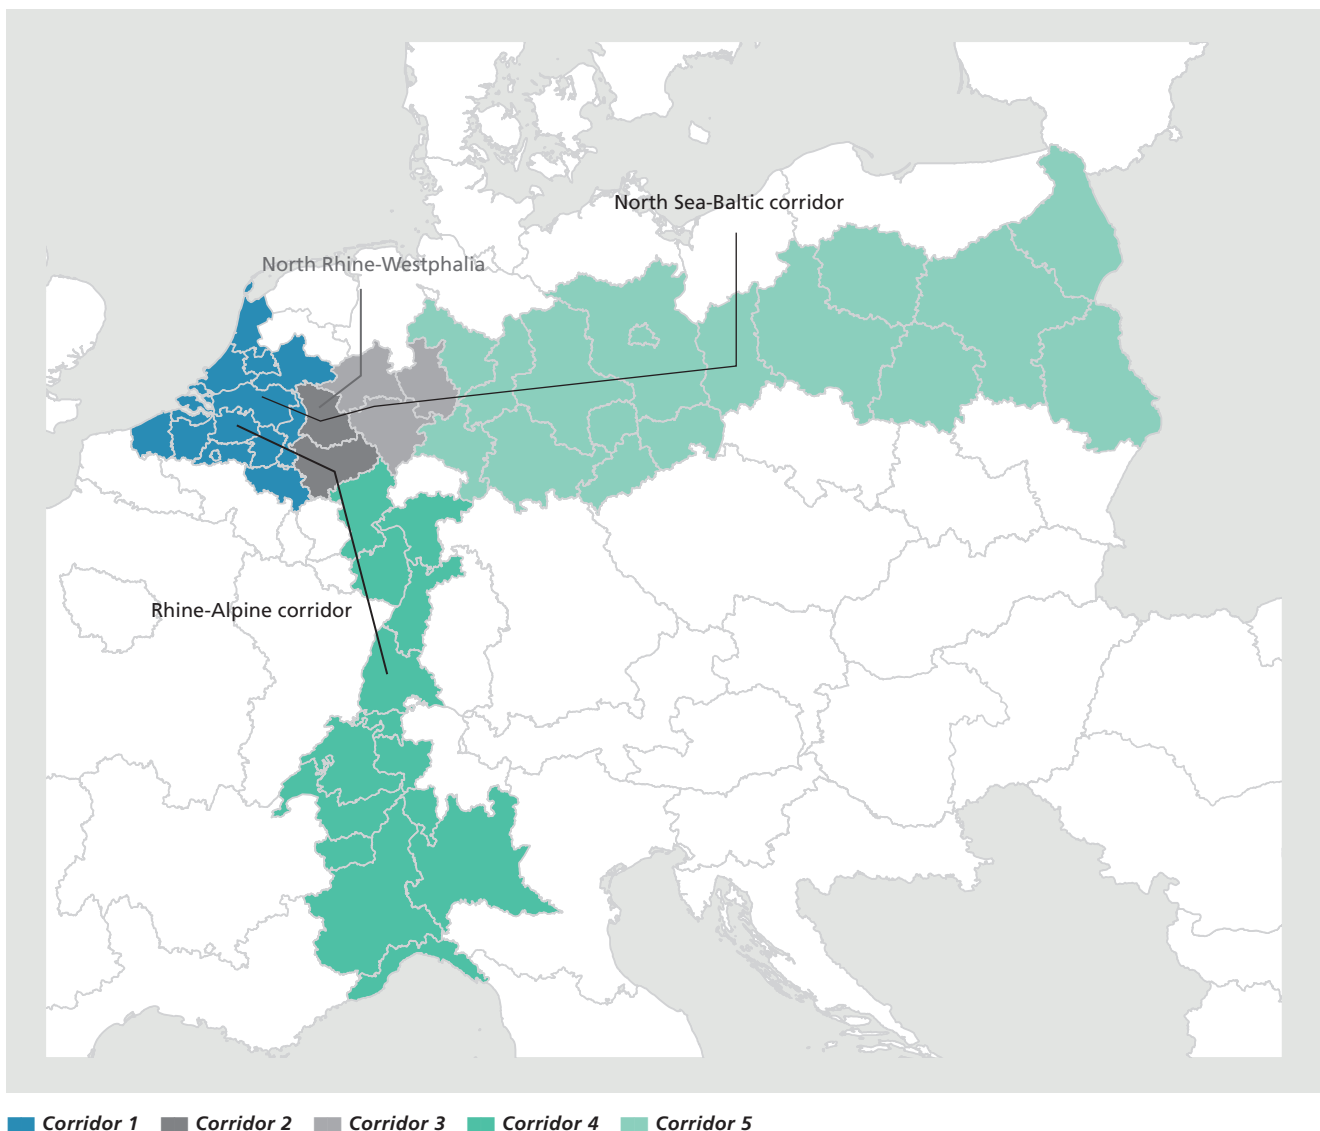 North Sea-Baltic corridor
North Rhine-Westphalia
Rhine-Alpine corridor
Corridor 1
Corridor 2
Corridor 3
Corridor 4
Corridor 5